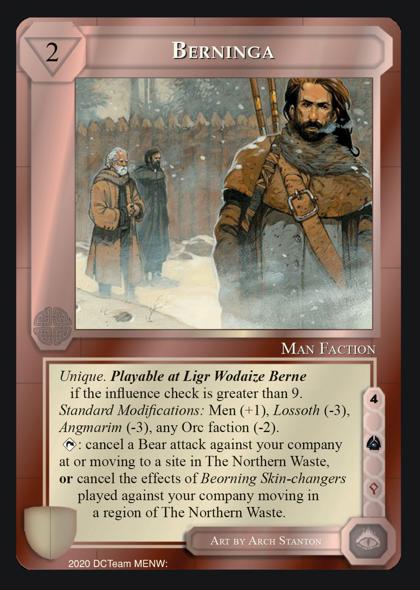 2
Berninga
Man Faction
Unique. Playable at Ligr Wodaize Berne
if the influence check is greater than 9.
Standard Modifications: Men (+1), Lossoth (-3),
Angmarim (-3), any Orc faction (-2).
: cancel a Bear attack against your company
at or moving to a site in The Northern Waste,
or cancel the effects of Beorning Skin-changers
played against your company moving in
a region of The Northern Waste.
4
Art by Arch Stanton
2020 DCTeam MENW: